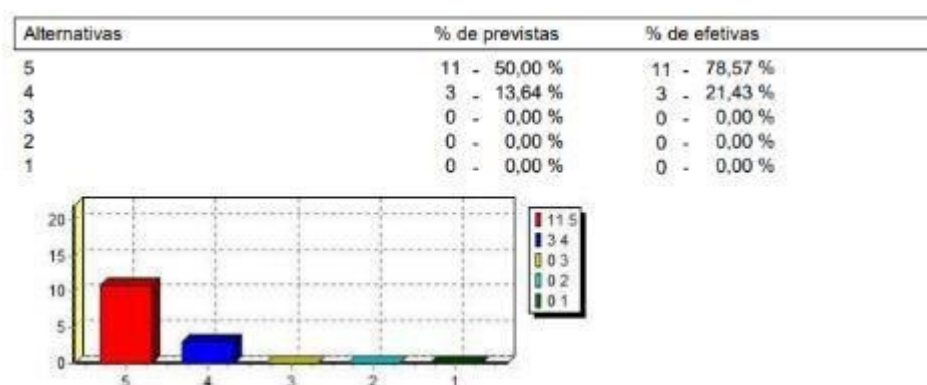 Alternativas % de previstas % de efetivas
5 11 - 50,00 % 11 - 78,57 %
4 3 - 13,64 % 3 - 21,43 %
3 0 - 0,00 % 0 - 0,00 %
2 0 - 0,00 % 0 - 0,00 %
1 0 - 0,00 % 0 - 0,00 %
20
15
10
5
0
5 4 3 2 1
11 5
3 4
0 3
0 2
0 1